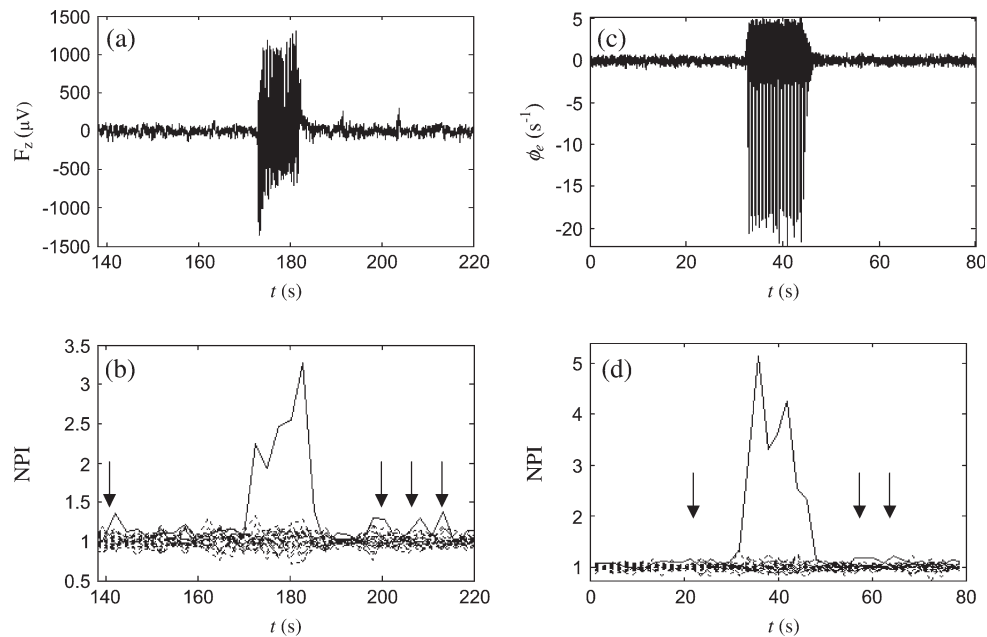 (a)
1500
1000
500
0
-500
-1000
-1500
F_z (µV)
140 160 180 200 220
t (s)
(c)
5
0
-5
-10
-15
-20
ϕ_e (s⁻¹)
0 20 40 60 80
t (s)
(b)
3.5
3
2.5
2
1.5
1
0.5
NPI
140 160 180 200 220
t (s)
(d)
5
4
3
2
1
NPI
0 20 40 60 80
t (s)